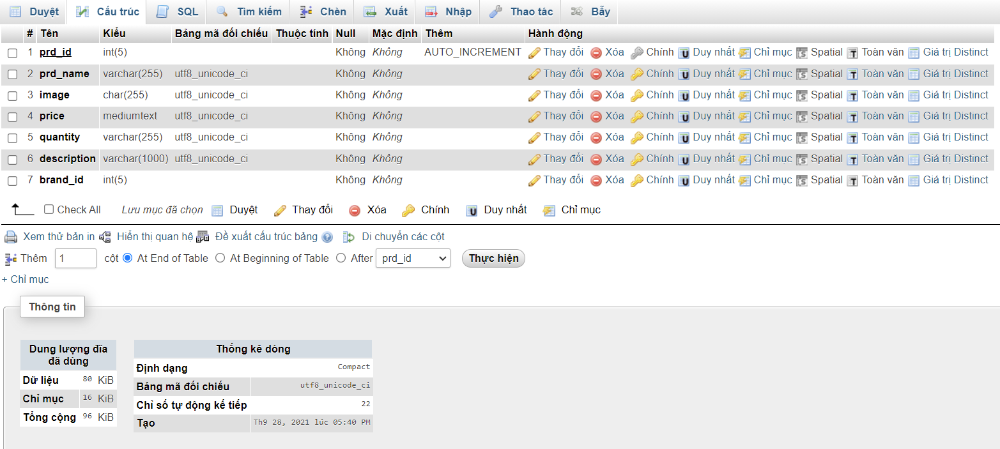 Duyệt Cấu trúc SQL Tìm kiếm Chèn Xuất Nhập Thao tác Bẫy
# Tên Kiểu Bảng mã đối chiếu Thuộc tính Null Mặc định Thêm Hành động
1 prd_id int(5) Không Không AUTO_INCREMENT Thay đổi Xóa Chính Duy nhất Chỉ mục Spatial Toàn văn Giá trị Distinct
2 prd_name varchar(255) utf8_unicode_ci Không Không Thay đổi Xóa Chính Duy nhất Chỉ mục Spatial Toàn văn Giá trị Distinct
3 image char(255) utf8_unicode_ci Không Không Thay đổi Xóa Chính Duy nhất Chỉ mục Spatial Toàn văn Giá trị Distinct
4 price mediumtext utf8_unicode_ci Không Không Thay đổi Xóa Chính Duy nhất Chỉ mục Spatial Toàn văn Giá trị Distinct
5 quantity varchar(255) utf8_unicode_ci Không Không Thay đổi Xóa Chính Duy nhất Chỉ mục Spatial Toàn văn Giá trị Distinct
6 description varchar(1000) utf8_unicode_ci Không Không Thay đổi Xóa Chính Duy nhất Chỉ mục Spatial Toàn văn Giá trị Distinct
7 brand_id int(5) Không Không Thay đổi Xóa Chính Duy nhất Chỉ mục Spatial Toàn văn Giá trị Distinct
Check All Lưu mục đã chọn Duyệt Thay đổi Xóa Chính Duy nhất Chỉ mục
Xem thử bản in Hiển thị quan hệ Đề xuất cấu trúc bảng Di chuyển các cột
Thêm 1 cột At End of Table At Beginning of Table After prd_id Thực hiện
+ Chỉ mục
Thông tin
Dung lượng đĩa
đã dùng
Dữ liệu 80 KiB
Chỉ mục 16 KiB
Tổng cộng 96 KiB
Thống kê dòng
Định dạng Compact
Bảng mã đối chiếu utf8_unicode_ci
Chỉ số tự động kế tiếp 22
Tạo Th9 28, 2021 lúc 05:40 PM